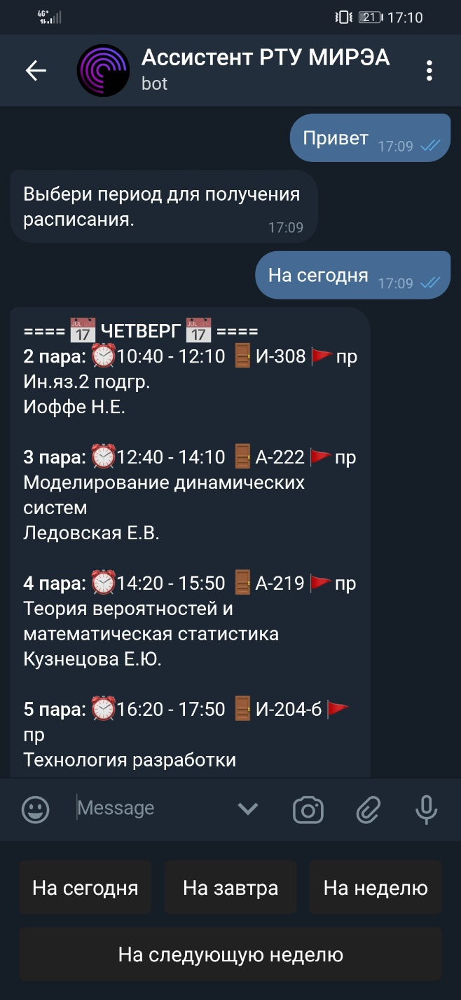 4G+
21 17:10
Ассистент РТУ МИРЭА
bot
Привет 17:09
Выбери период для получения
расписания.
17:09
На сегодня 17:09
==== JUL 17 ЧЕТВЕРГ JUL 17 ====
2 пара: 10:40 - 12:10 И-308 пр
Ин.яз.2 подгр.
Иоффе Н.Е.
3 пара: 12:40 - 14:10 А-222 пр
Моделирование динамических
систем
Ледовская Е.В.
4 пара: 14:20 - 15:50 А-219 пр
Теория вероятностей и
математическая статистика
Кузнецова Е.Ю.
5 пара: 16:20 - 17:50 И-204-б
пр
Технология разработки
Message
На сегодня
На завтра
На неделю
На следующую неделю